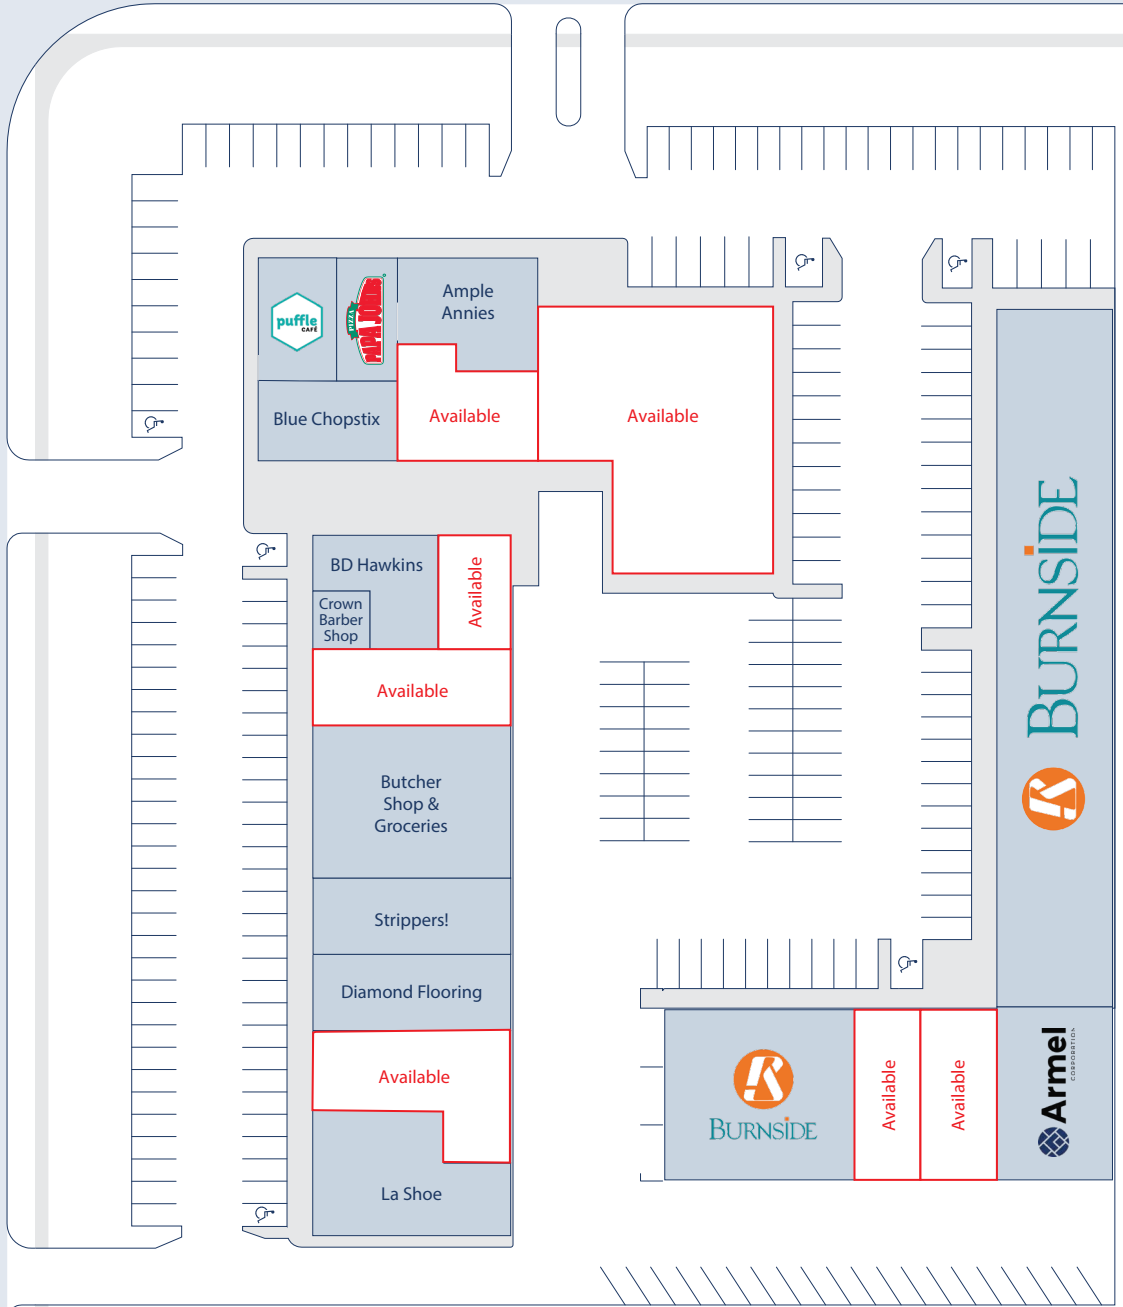 puffle
CAFÉ
PIZZA
PAPA JOHN'S
Ample
Annies
Blue Chopstix
Available
Available
BD Hawkins
Crown
Barber
Shop
Available
Available
Butcher
Shop &
Groceries
Strippers!
Diamond Flooring
Available
La Shoe
BURNSIDE
BURNSIDE
Available
Available
Armel
CORPORATION